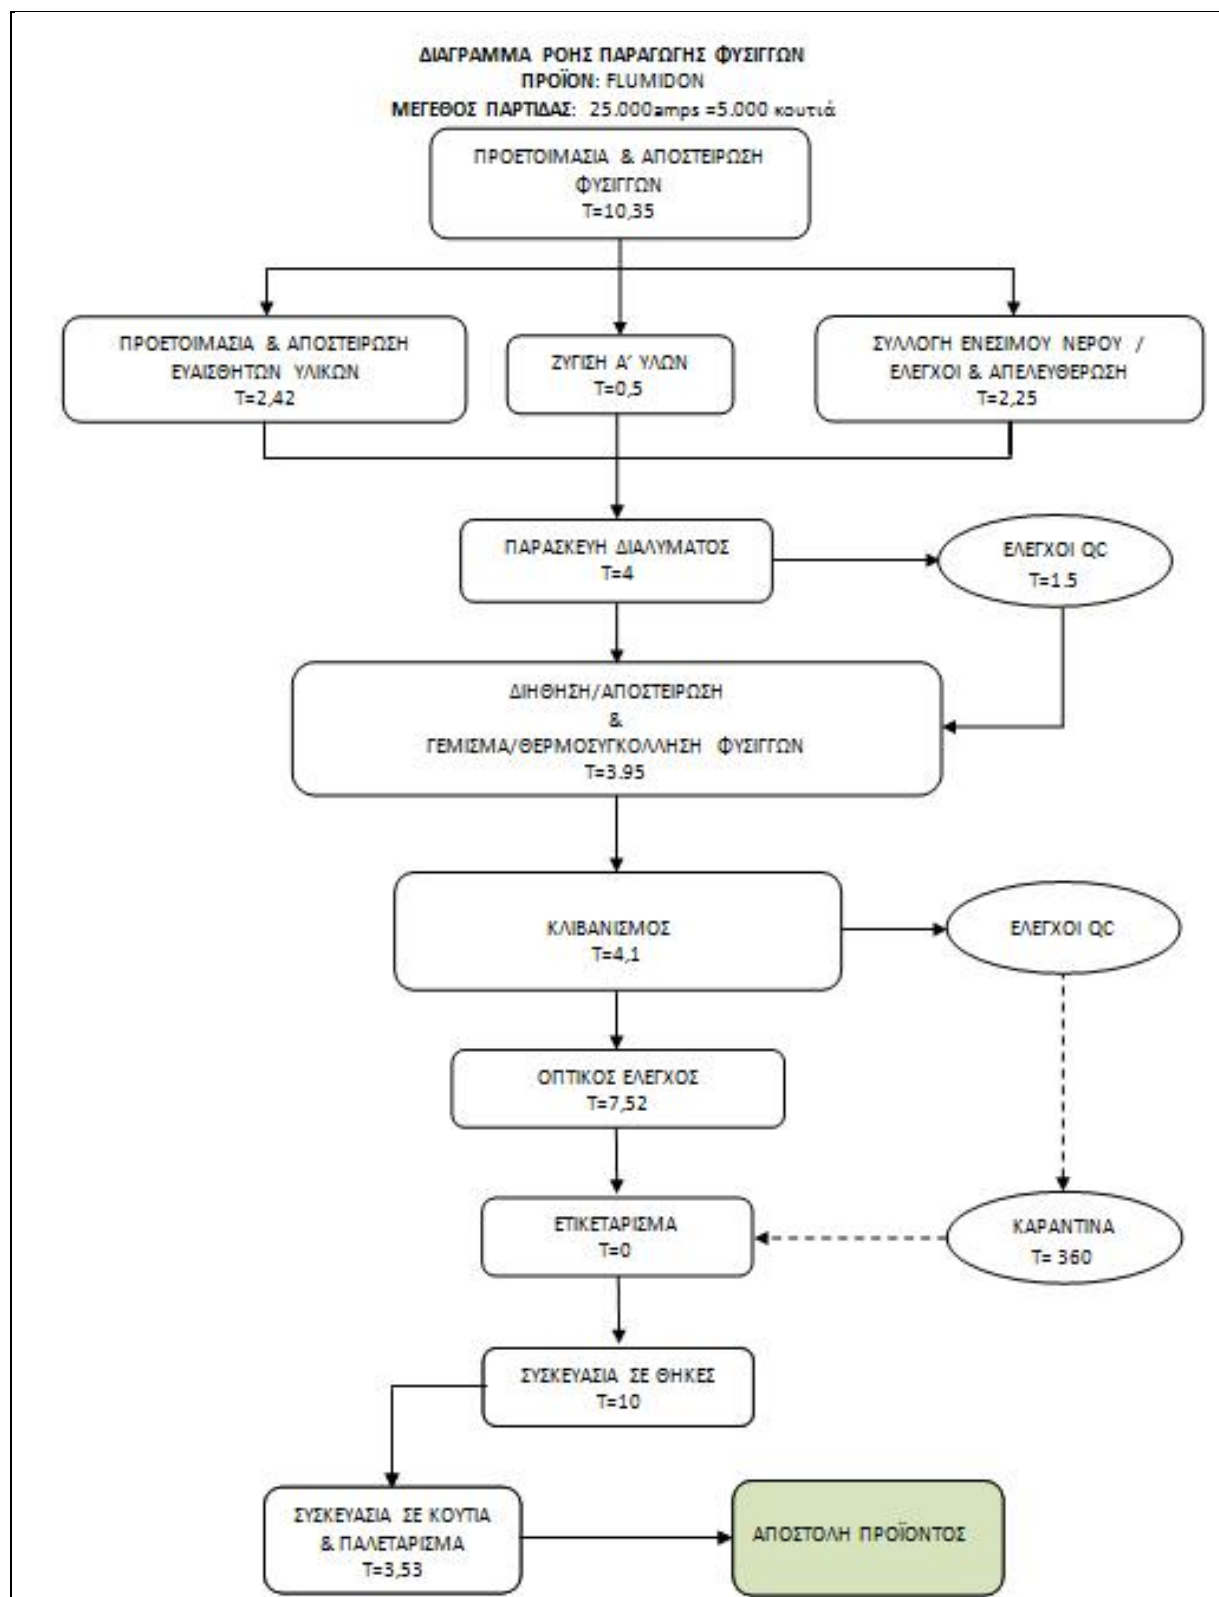 ΔΙΑΓΡΑΜΜΑ ΡΟΗΣ ΠΑΡΑΓΩΓΗΣ ΦΥΣΙΓΓΩΝ
ΠΡΟΪΟΝ: FLUMIDON
ΜΕΓΕΘΟΣ ΠΑΡΤΙΔΑΣ: 25.000amps =5.000 κουτιά
ΠΡΟΕΤΟΙΜΑΣΙΑ & ΑΠΟΣΤΕΙΡΩΣΗ
ΦΥΣΙΓΓΩΝ
Τ=10,35
ΠΡΟΕΤΟΙΜΑΣΙΑ & ΑΠΟΣΤΕΙΡΩΣΗ
ΕΥΑΙΣΘΗΤΩΝ ΥΛΙΚΩΝ
Τ=2,42
ΖΥΓΙΣΗ Α΄ ΥΛΩΝ
Τ=0,5
ΣΥΛΛΟΓΗ ΕΝΕΣΙΜΟΥ ΝΕΡΟΥ /
ΕΛΕΓΧΟΙ & ΑΠΕΛΕΥΘΕΡΩΣΗ
Τ=2,25
ΠΑΡΑΣΚΕΥΗ ΔΙΑΛΥΜΑΤΟΣ
Τ=4
ΕΛΕΓΧΟΙ QC
Τ=1.5
ΔΙΗΘΗΣΗ/ΑΠΟΣΤΕΙΡΩΣΗ
&
ΓΕΜΙΣΜΑ/ΘΕΡΜΟΣΥΓΚΟΛΛΗΣΗ ΦΥΣΙΓΓΩΝ
Τ=3.95
ΚΛΙΒΑΝΙΣΜΟΣ
Τ=4,1
ΕΛΕΓΧΟΙ QC
ΟΠΤΙΚΟΣ ΕΛΕΓΧΟΣ
Τ=7,52
ΕΤΙΚΕΤΑΡΙΣΜΑ
Τ=0
ΚΑΡΑΝΤΙΝΑ
Τ= 360
ΣΥΣΚΕΥΑΣΙΑ ΣΕ ΘΗΚΕΣ
Τ=10
ΣΥΣΚΕΥΑΣΙΑ ΣΕ ΚΟΥΤΙΑ
& ΠΑΛΕΤΑΡΙΣΜΑ
Τ=3,53
ΑΠΟΣΤΟΛΗ ΠΡΟΪΟΝΤΟΣ